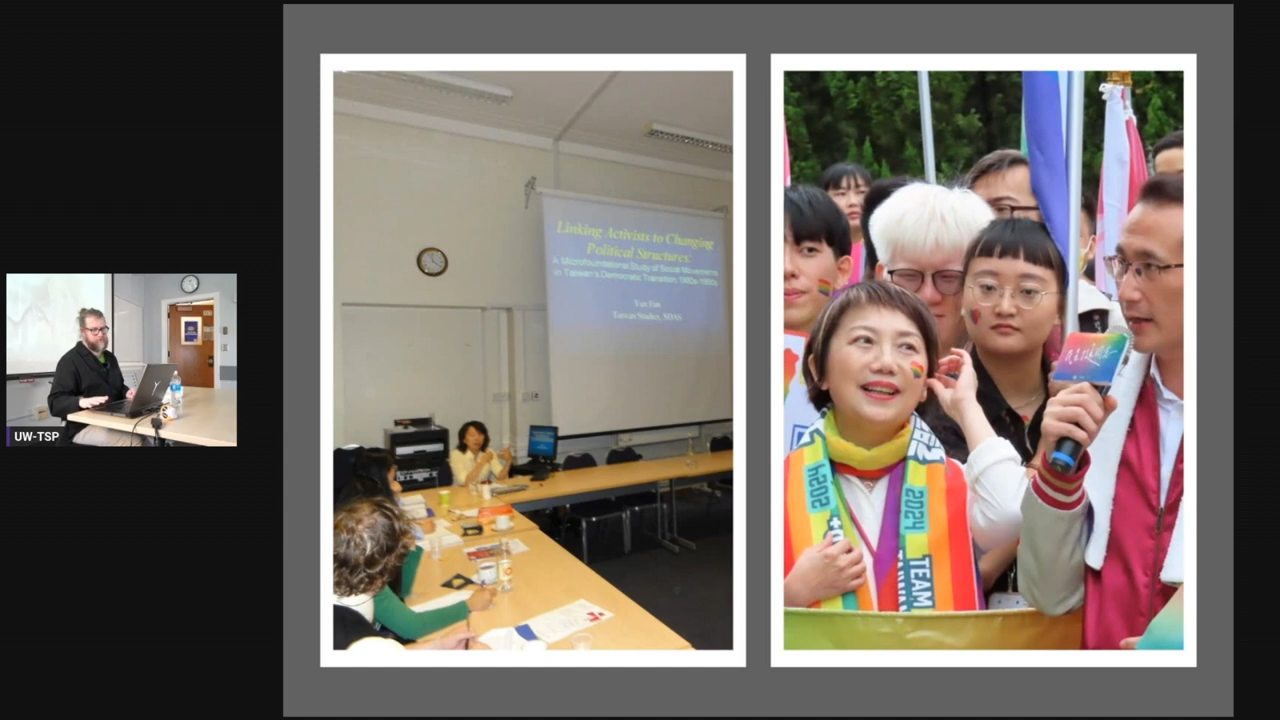 UW-TSP
Linking Activists to Changing
Political Structures:
A Microfoundational Study of Social Movements
in Taiwan's Democratic Transition, 1980s-1990s
Yun Fan
Taiwan Studies, SOAS
2024
2024
TEAM